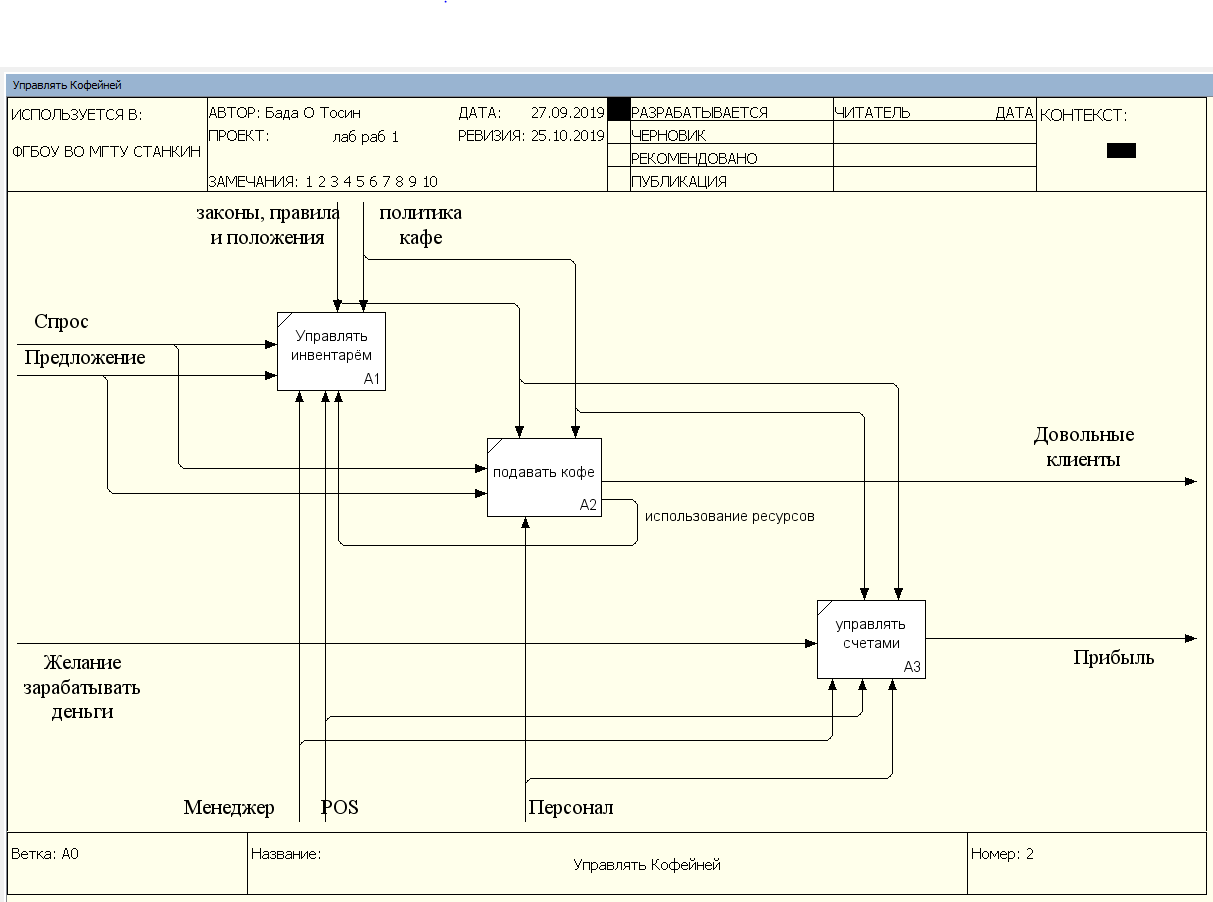 Управлять Кофейней
ИСПОЛЬЗУЕТСЯ В:
ФГБОУ ВО МГТУ СТАНКИН
АВТОР: Бада О Тосин
ДАТА: 27.09.2019
ПРОЕКТ: лаб раб 1
РЕВИЗИЯ: 25.10.2019
ЗАМЕЧАНИЯ: 1 2 3 4 5 6 7 8 9 10
РАЗРАБАТЫВАЕТСЯ
ЧЕРНОВИК
РЕКОМЕНДОВАНО
ПУБЛИКАЦИЯ
ЧИТАТЕЛЬ ДАТА
КОНТЕКСТ:
законы, правила
и положения
политика
кафе
Спрос
Предложение
Управлять
инвентарём
A1
подавать кофе
A2
использование ресурсов
Довольные
клиенты
управлять
счетами
A3
Прибыль
Желание
зарабатывать
деньги
Менеджер
POS
Персонал
Ветка: A0
Название:
Управлять Кофейней
Номер: 2